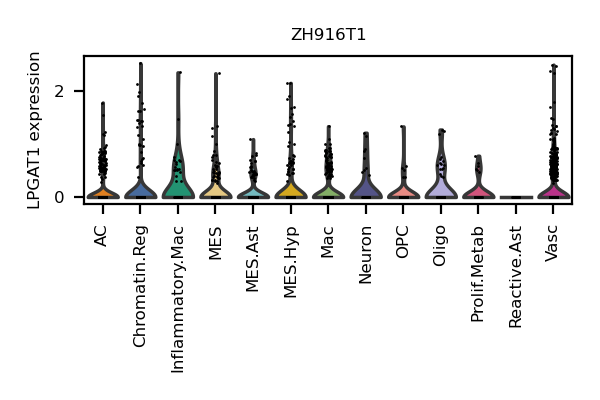 ZH916T1
LPGAT1 expression
2
0
AC
Chromatin.Reg
Inflammatory.Mac
MES
MES.Ast
MES.Hyp
Mac
Neuron
OPC
Oligo
Prolif.Metab
Reactive.Ast
Vasc